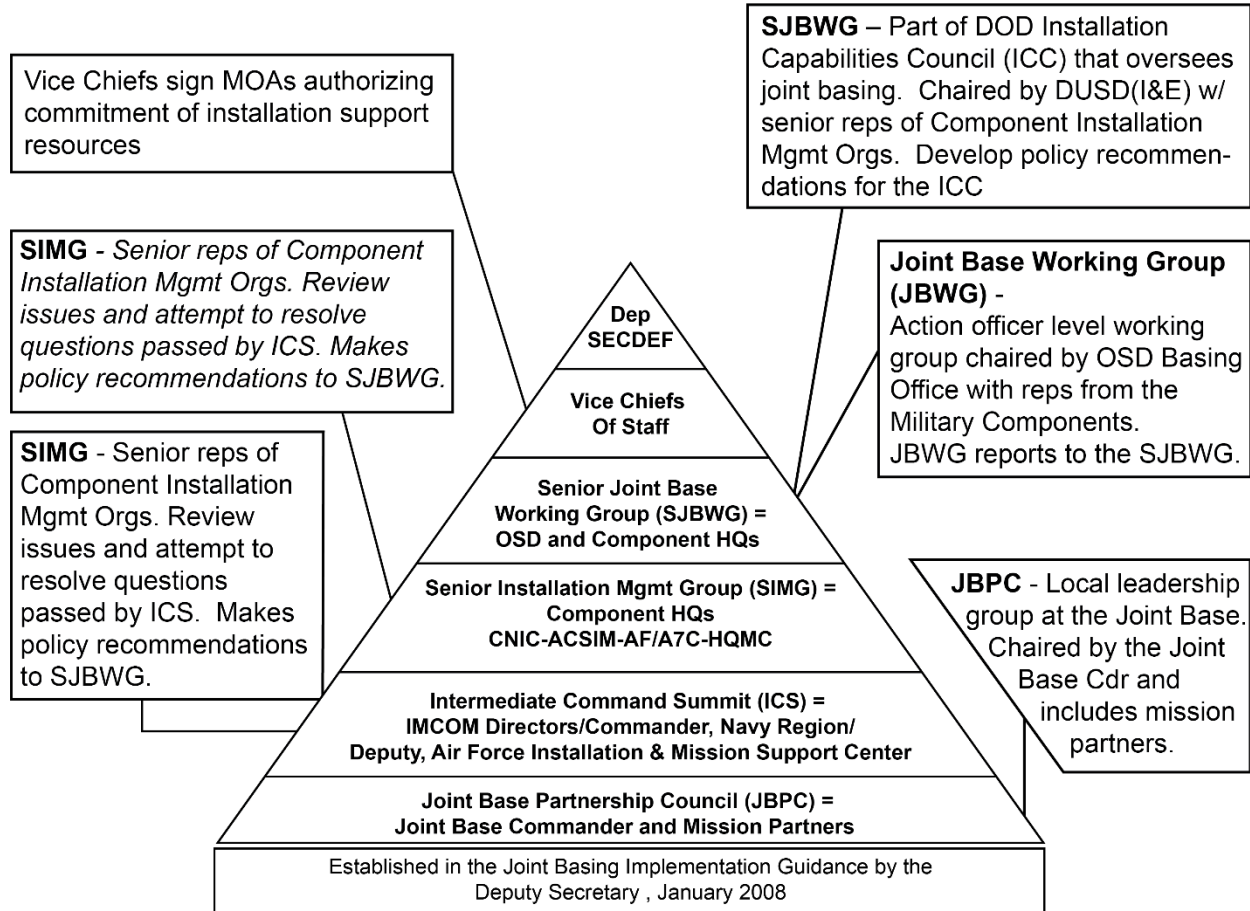 Vice Chiefs sign MOAs authorizing
commitment of installation support
resources
SIMG - Senior reps of Component
Installation Mgmt Orgs. Review
issues and attempt to resolve
questions passed by ICS. Makes
policy recommendations to SJBWG.
SIMG - Senior reps of
Component Installation
Mgmt Orgs. Review
issues and attempt to
resolve questions
passed by ICS.  Makes
policy recommendations
to SJBWG.
SJBWG – Part of DOD Installation
Capabilities Council (ICC) that oversees
joint basing.  Chaired by DUSD(I&E) w/
senior reps of Component Installation
Mgmt Orgs.  Develop policy recommen-
dations for the ICC
Joint Base Working Group
(JBWG) -
Action officer level working
group chaired by OSD Basing
Office with reps from the
Military Components.
JBWG reports to the SJBWG.
JBPC - Local leadership
group at the Joint Base.
Chaired by the Joint
Base Cdr and
includes mission
partners.
Dep
SECDEF
Vice Chiefs
Of Staff
Senior Joint Base
Working Group (SJBWG) =
OSD and Component HQs
Senior Installation Mgmt Group (SIMG) =
Component HQs
CNIC-ACSIM-AF/A7C-HQMC
Intermediate Command Summit (ICS) =
IMCOM Directors/Commander, Navy Region/
Deputy, Air Force Installation & Mission Support Center
Joint Base Partnership Council (JBPC) =
Joint Base Commander and Mission Partners
Established in the Joint Basing Implementation Guidance by the
Deputy Secretary , January 2008